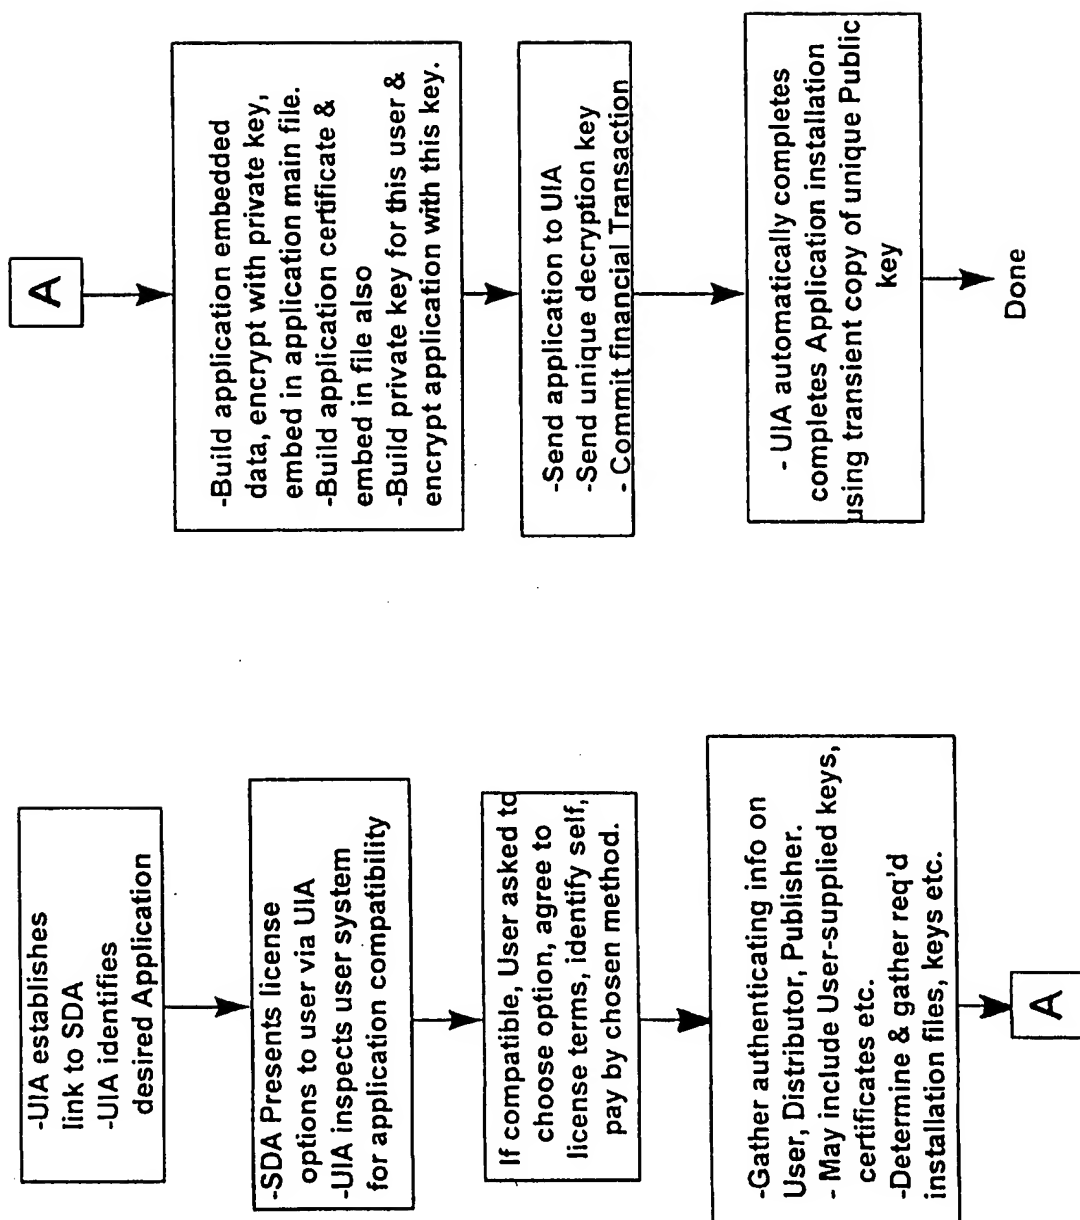 -UIA establishes
link to SDA
-UIA identifies
desired Application
-SDA Presents license
options to user via UIA
-UIA inspects user system
for application compatibility
If compatible, User asked to
choose option, agree to
license terms, identify self,
pay by chosen method.
-Gather authenticating info on
User, Distributor, Publisher.
- May include User-supplied keys,
certificates etc.
-Determine & gather req'd
installation files, keys etc.
A
A
-Build application embedded
data, encrypt with private key,
embed in application main file.
-Build application certificate &
embed in file also
-Build private key for this user &
encrypt application with this key.
-Send application to UIA
-Send unique decryption key
- Commit financial Transaction
- UIA automatically completes
completes Application installation
using transient copy of unique Public
key
Done